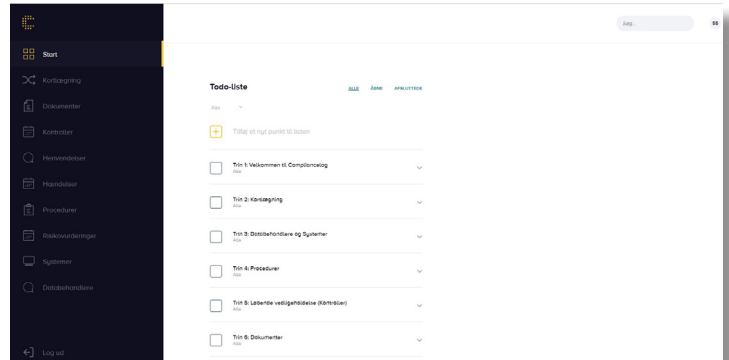 Søg..
SS
Start
Kortlægning
Dokumenter
Kontroller
Henvendelser
Hændelser
Procedurer
Risikovurderinger
Systemer
Databehandlere
Log ud
Todo-liste
ALLE ÅBNE AFSLUTTEDE
Alle
Tilføj et nyt punkt til listen
Trin 1: Velkommen til Compliancelog
Alle
Trin 2: Kortlægning
Alle
Trin 3: Databehandlere og Systemer
Alle
Trin 4: Procedurer
Alle
Trin 5: Løbende vedligeholdelse (Kontroller)
Alle
Trin 6: Dokumenter
Alle